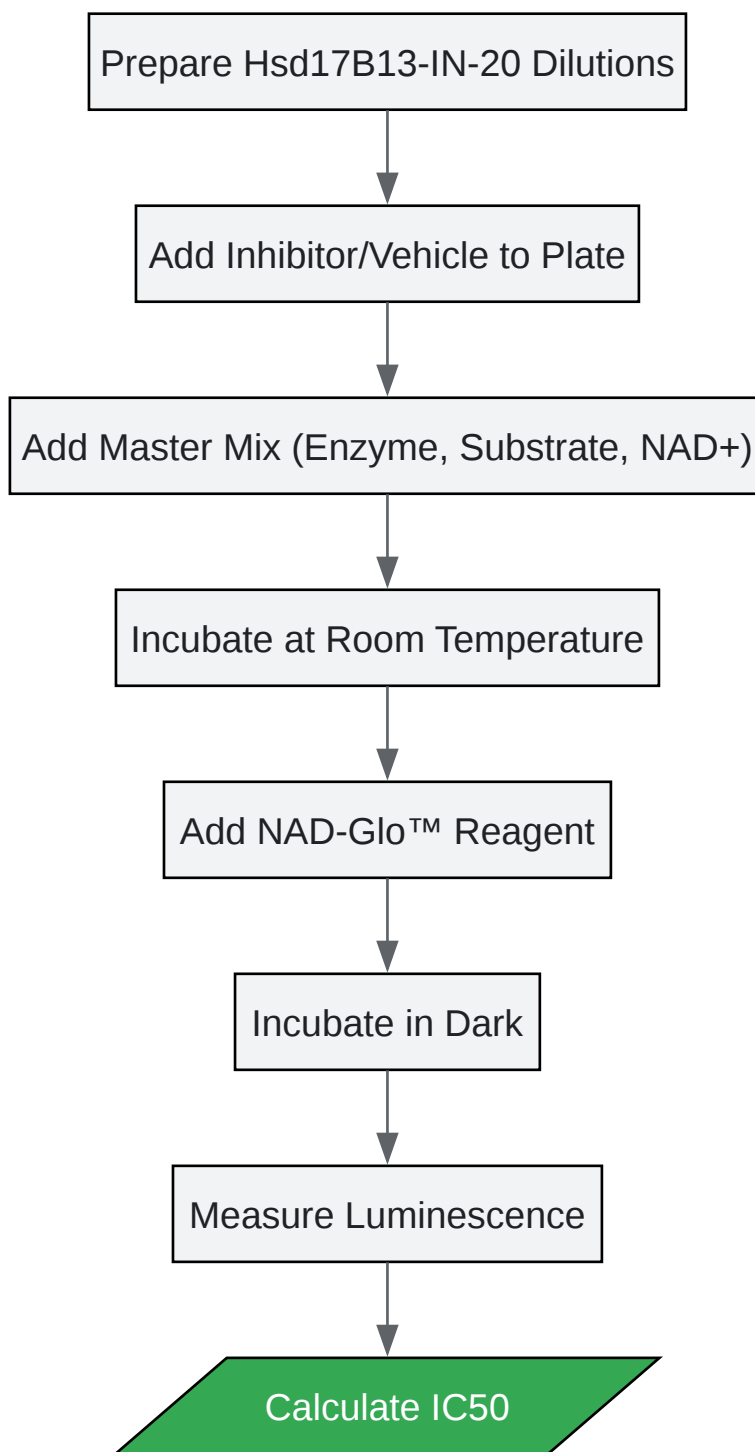 Prepare Hsd17B13-IN-20 Dilutions
Add Inhibitor/Vehicle to Plate
Add Master Mix (Enzyme, Substrate, NAD+)
Incubate at Room Temperature
Add NAD-Glo™ Reagent
Incubate in Dark
Measure Luminescence
Calculate IC50